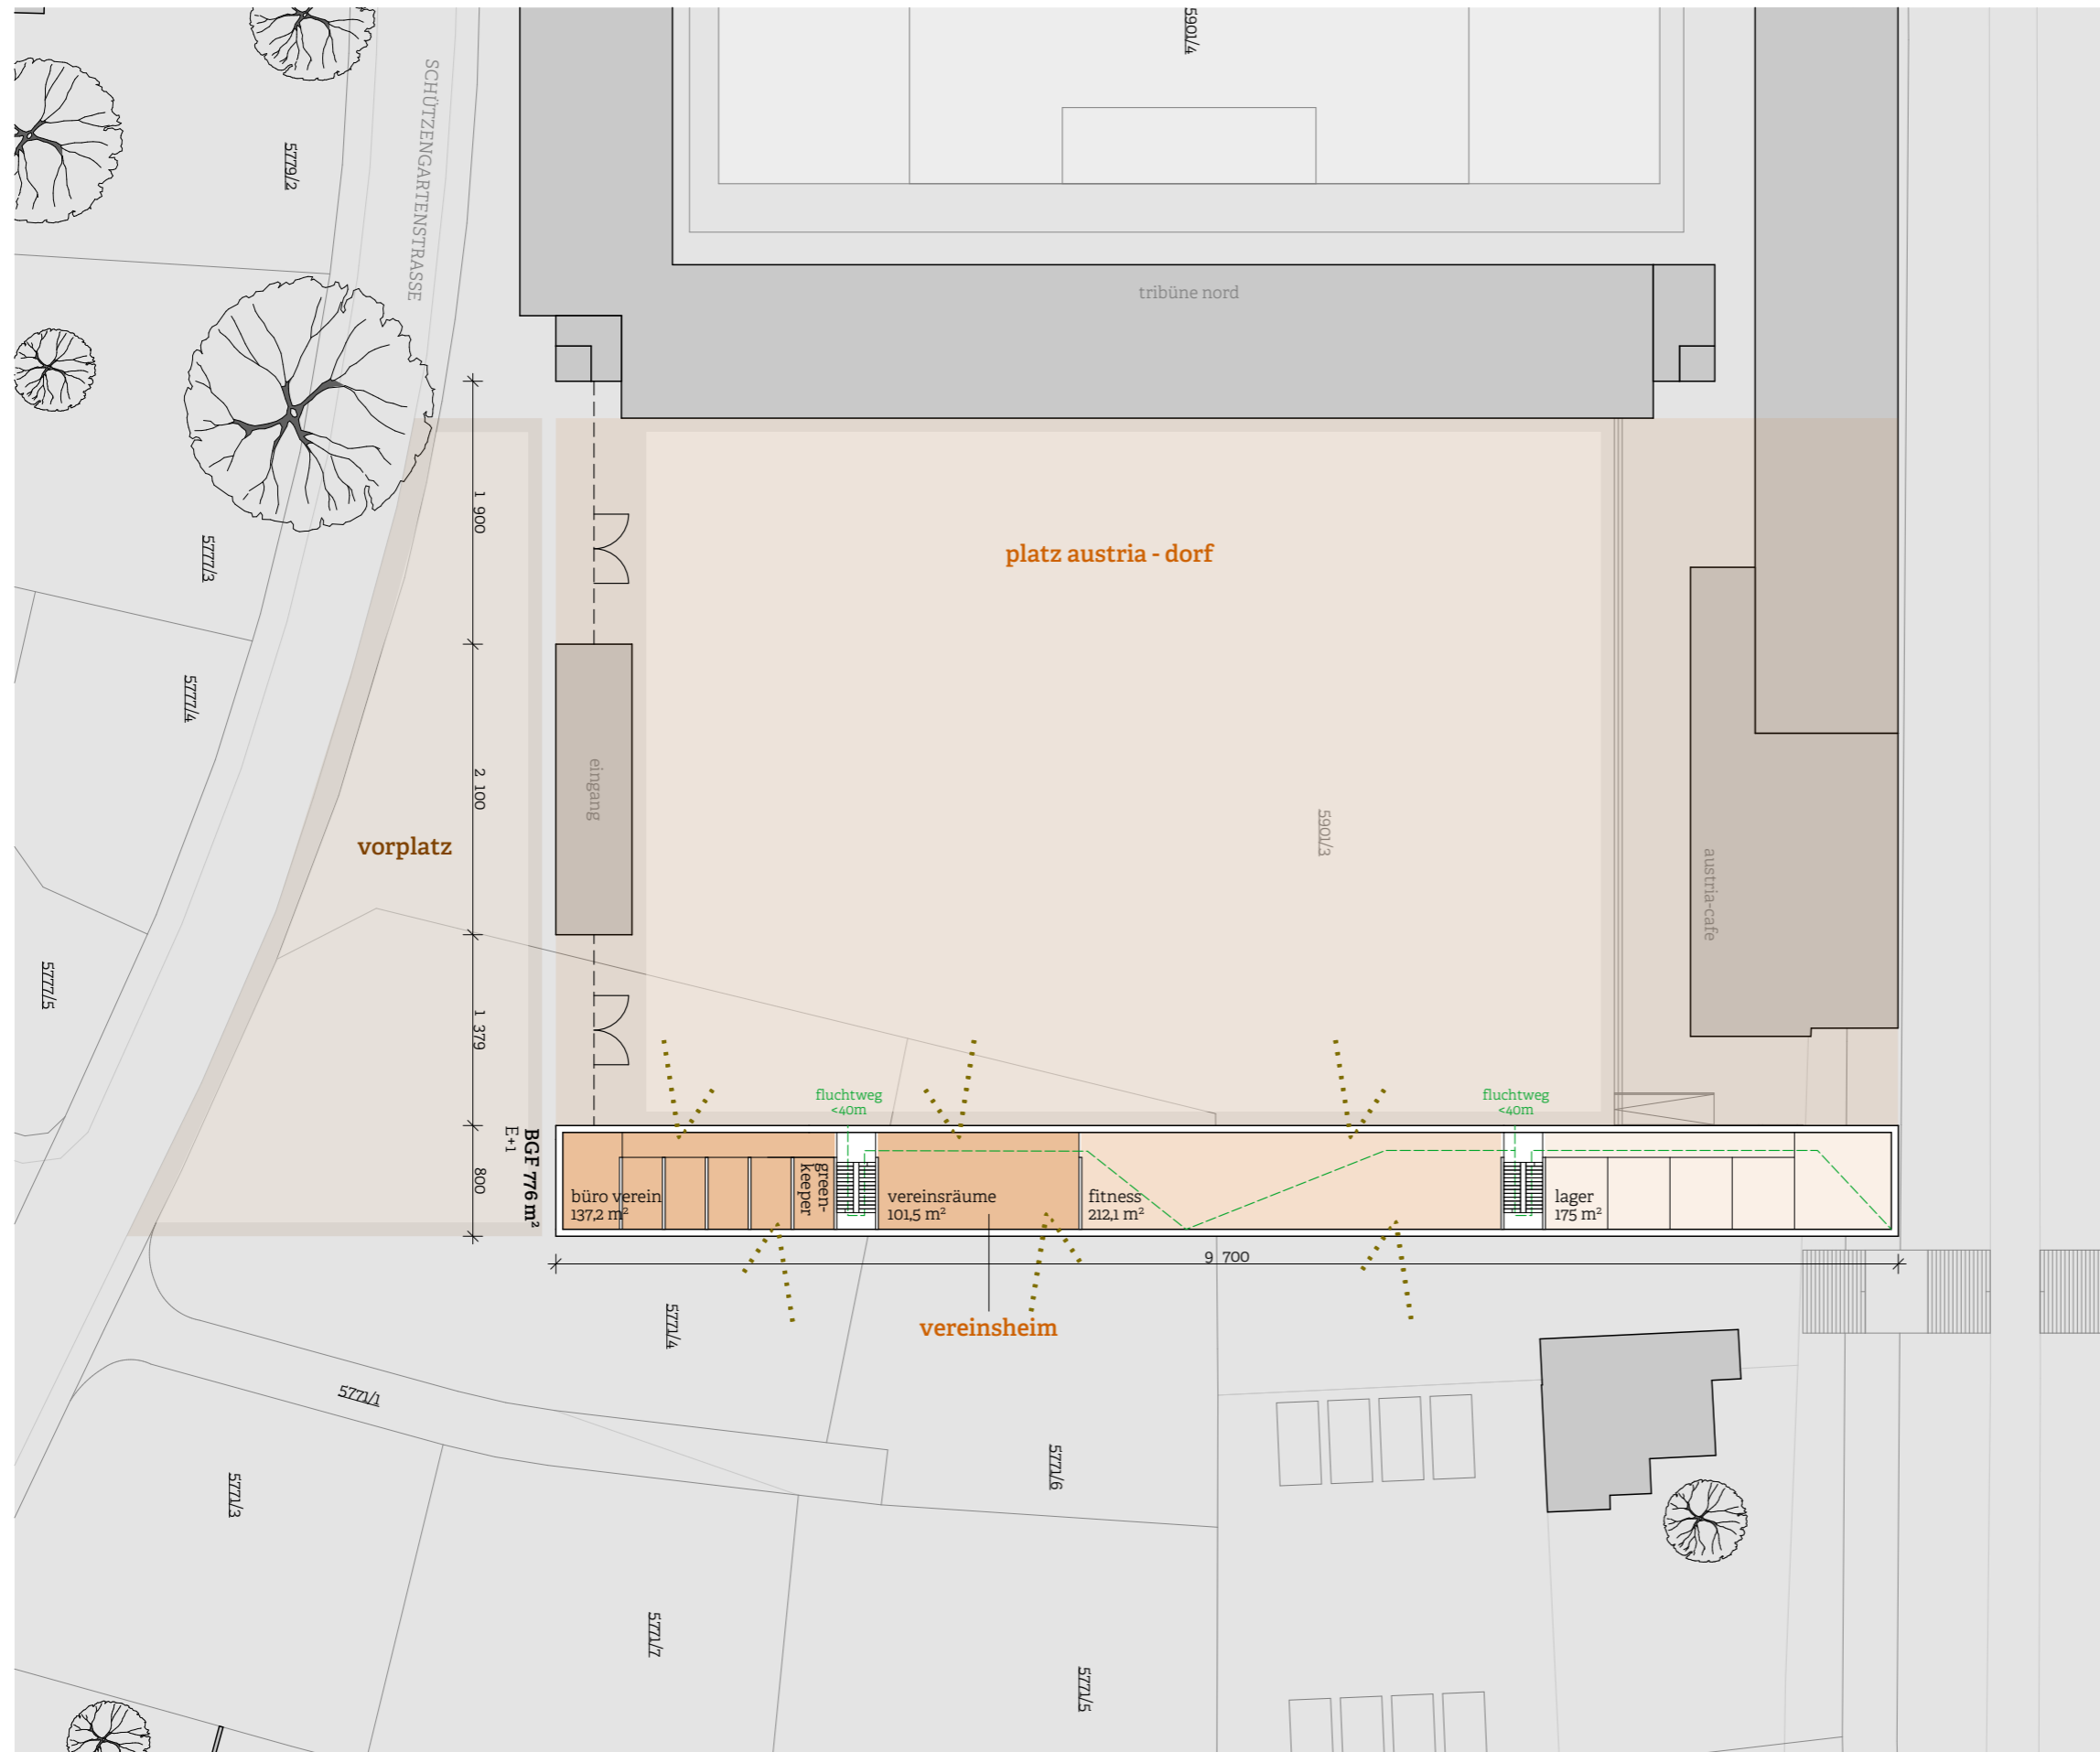 5901/4
SCHÜTZENGARTENSTRASSE
5779/2
tribüne nord
1 900
5777/3
platz austria - dorf
5777/4
2 100
eingang
5901/3
vorplatz
austria-cafe
5777/5
1 379
fluchtweg
<40m
fluchtweg
<40m
BGF 776 m²
E+1
800
büro verein
137,2 m²
green-
keeper
vereinsräume
101,5 m²
fitness
212,1 m²
lager
175 m²
9 700
5771/4
vereinsheim
5771/1
5771/6
5771/3
5771/7
5771/5